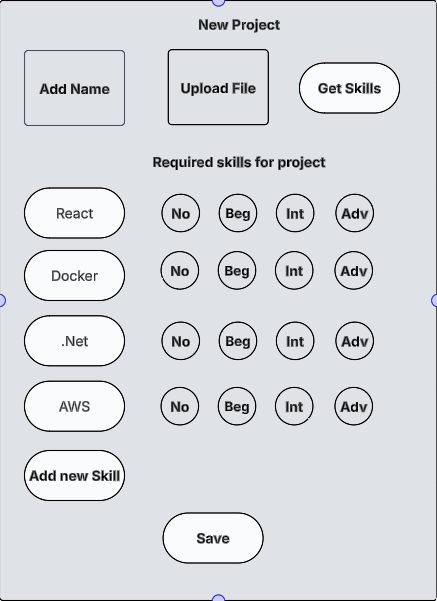 New Project
Add Name Upload File Get Skills
Required skills for project
React No Beg Int Adv
Docker No Beg Int Adv
.Net No Beg Int Adv
AWS No Beg Int Adv
Add new Skill
Save